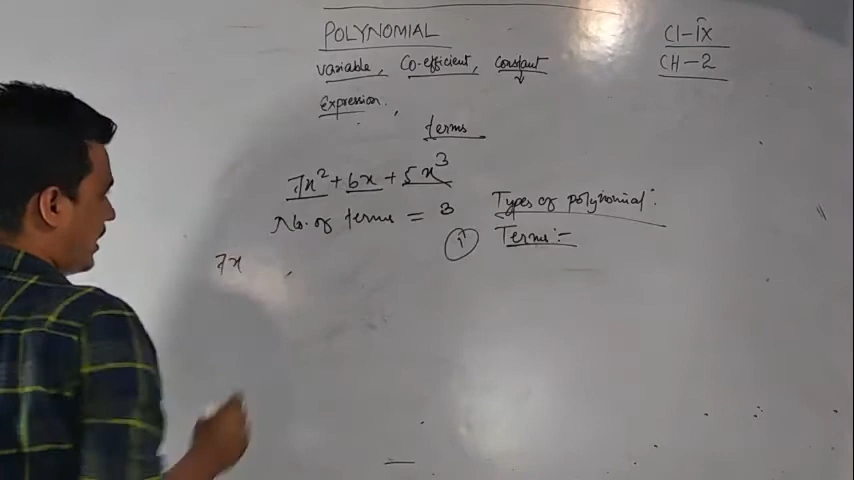 POLYNOMIAL
Cl-IX
variable, Co-efficient, Constant
CH-2
Expression,
terms
7x² + 6x + 5x³
No. of terms = 3
Types of polynomial:
(i) Terms:-
7x